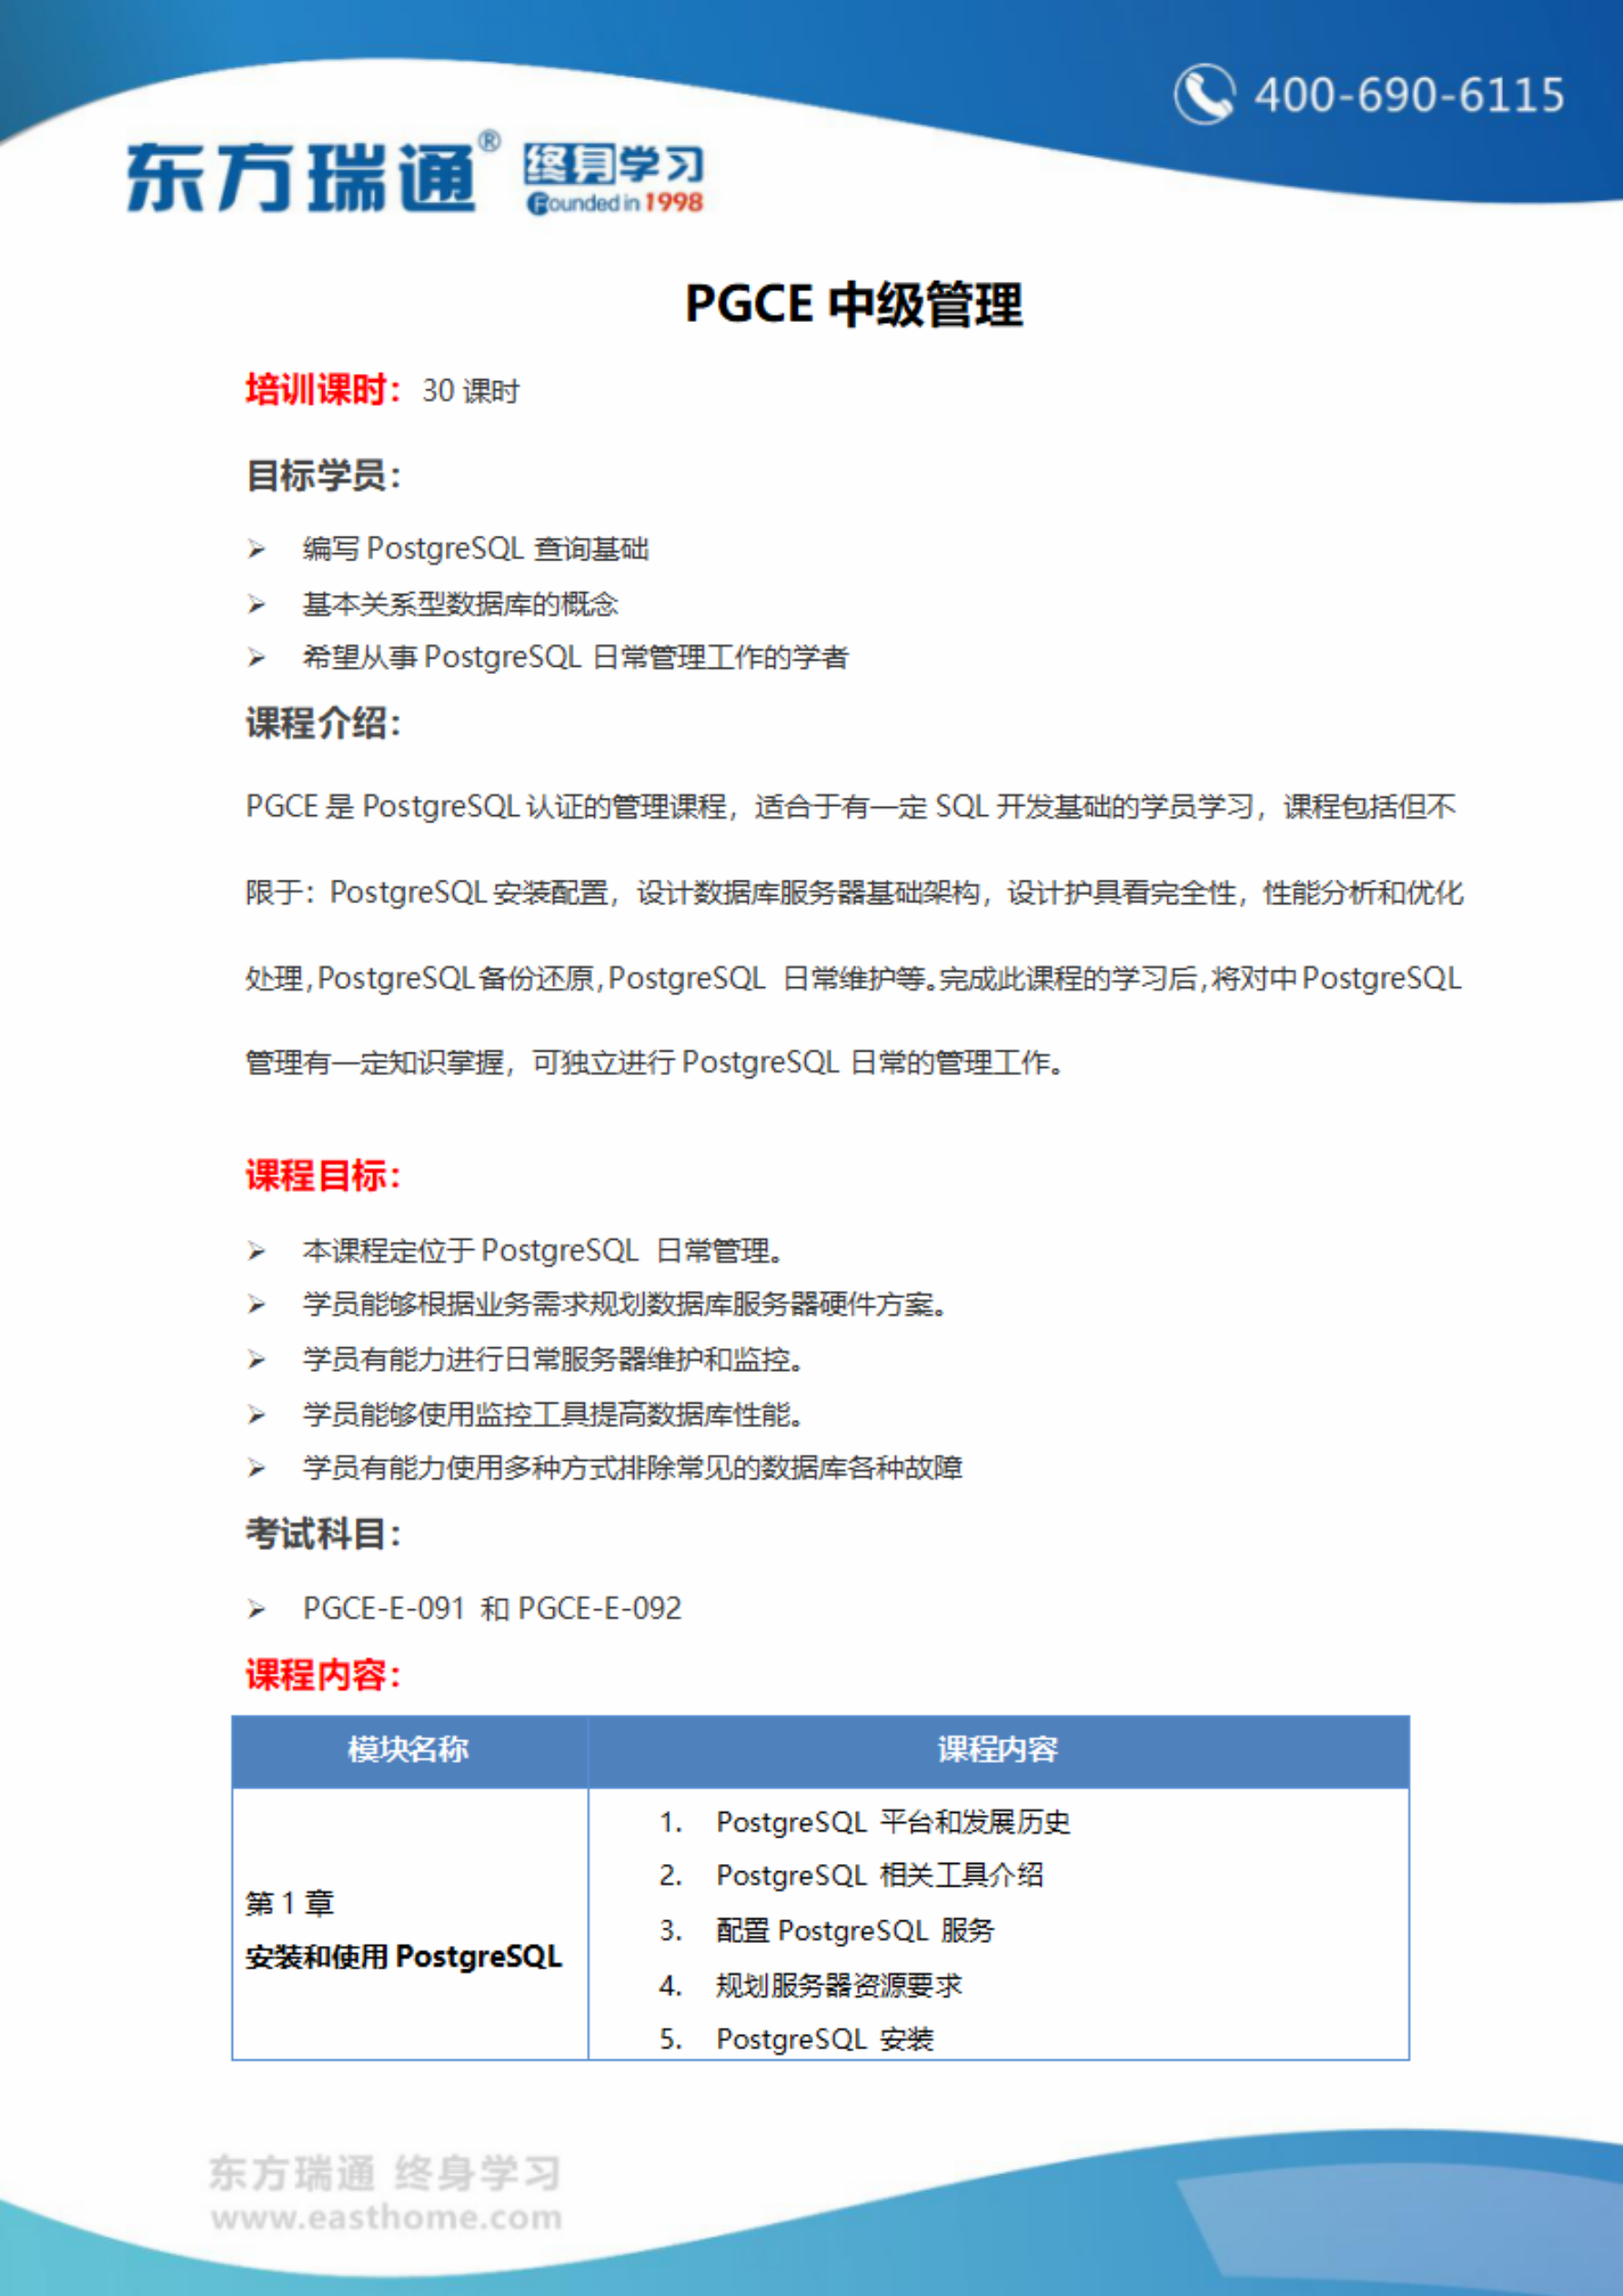 400-690-6115
东方瑞通® 终身学习
Founded in 1998
PGCE 中级管理
培训课时：30 课时
目标学员：
➢ 编写 PostgreSQL 查询基础
➢ 基本关系型数据库的概念
➢ 希望从事 PostgreSQL 日常管理工作的学者
课程介绍：
PGCE 是 PostgreSQL 认证的管理课程，适合于有一定 SQL 开发基础的学员学习，课程包括但不
限于：PostgreSQL 安装配置，设计数据库服务器基础架构，设计护具看完全性，性能分析和优化
处理，PostgreSQL 备份还原，PostgreSQL 日常维护等。完成此课程的学习后，将对中 PostgreSQL
管理有一定知识掌握，可独立进行 PostgreSQL 日常的管理工作。
课程目标：
➢ 本课程定位于 PostgreSQL 日常管理。
➢ 学员能够根据业务需求规划数据库服务器硬件方案。
➢ 学员有能力进行日常服务器维护和监控。
➢ 学员能够使用监控工具提高数据库性能。
➢ 学员有能力使用多种方式排除常见的数据库各种故障
考试科目：
➢ PGCE-E-091 和 PGCE-E-092
课程内容：
模块名称 课程内容
第 1 章
安装和使用 PostgreSQL
1. PostgreSQL 平台和发展历史
2. PostgreSQL 相关工具介绍
3. 配置 PostgreSQL 服务
4. 规划服务器资源要求
5. PostgreSQL 安装
东方瑞通 终身学习
www.easthome.com